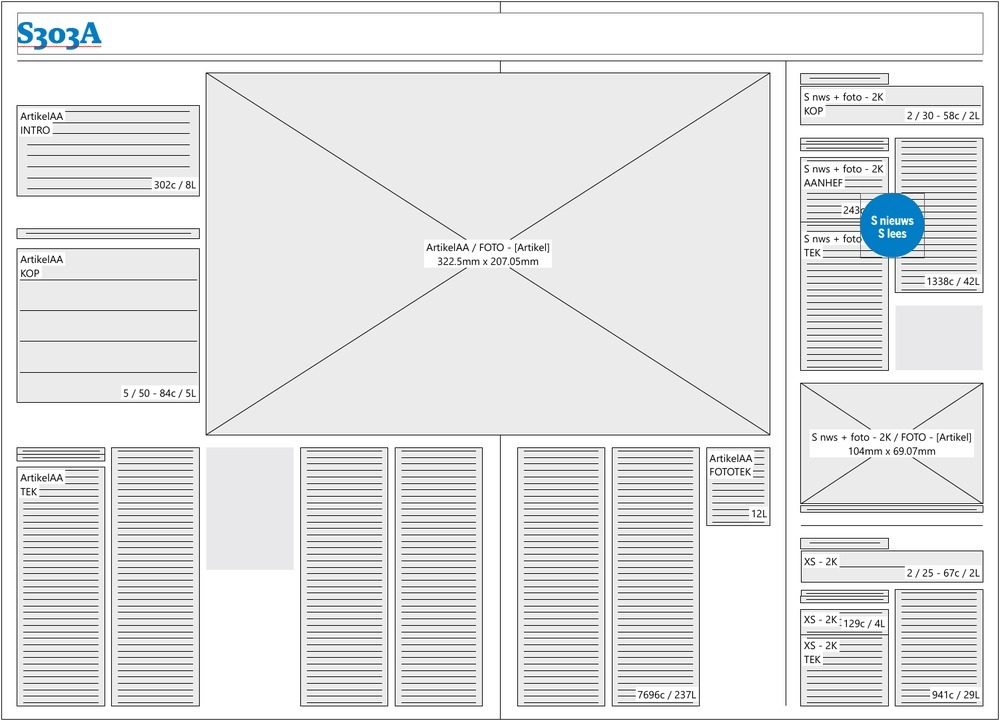 S303A
ArtikelAA
INTRO
302c / 8L
ArtikelAA
KOP
5 / 50 - 84c / 5L
ArtikelAA / FOTO - [Artikel]
322.5mm x 207.05mm
ArtikelAA
TEK
7696c / 237L
ArtikelAA
FOTOTEK
12L
S nws + foto - 2K
KOP
2 / 30 - 58c / 2L
S nws + foto - 2K
AANHEF
243c
S nieuws
S lees
S nws + foto
TEK
1338c / 42L
S nws + foto - 2K / FOTO - [Artikel]
104mm x 69.07mm
XS - 2K
2 / 25 - 67c / 2L
XS - 2K
129c / 4L
XS - 2K
TEK
941c / 29L